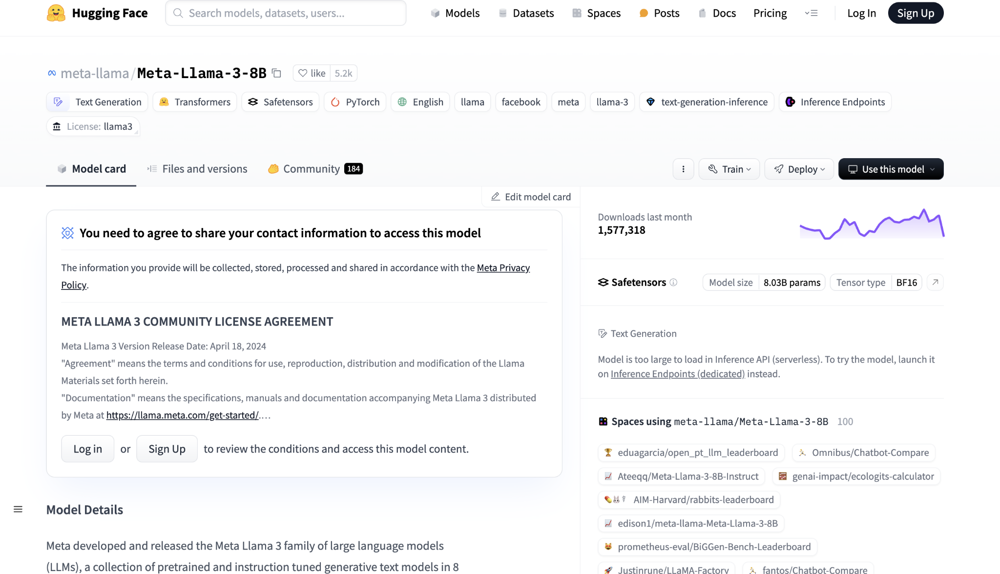 Hugging Face
Search models, datasets, users...
Models
Datasets
Spaces
Posts
Docs
Pricing
Log In
Sign Up
meta-llama/Meta-Llama-3-8B
like 5.2k
Text Generation
Transformers
Safetensors
PyTorch
English
llama
facebook
meta
llama-3
text-generation-inference
Inference Endpoints
License: llama3
Model card
Files and versions
Community 184
Train
Deploy
Use this model
Edit model card
You need to agree to share your contact information to access this model
The information you provide will be collected, stored, processed and shared in accordance with the Meta Privacy
Policy.
META LLAMA 3 COMMUNITY LICENSE AGREEMENT
Meta Llama 3 Version Release Date: April 18, 2024
"Agreement" means the terms and conditions for use, reproduction, distribution and modification of the Llama
Materials set forth herein.
"Documentation" means the specifications, manuals and documentation accompanying Meta Llama 3 distributed
by Meta at https://llama.meta.com/get-started/....
Log in or Sign Up to review the conditions and access this model content.
Model Details
Meta developed and released the Meta Llama 3 family of large language models
(LLMs), a collection of pretrained and instruction tuned generative text models in 8
Downloads last month
1,577,318
Safetensors
Model size 8.03B params
Tensor type BF16
Text Generation
Model is too large to load in Inference API (serverless). To try the model, launch it
on Inference Endpoints (dedicated) instead.
Spaces using meta-llama/Meta-Llama-3-8B 100
eduagarcia/open_pt_llm_leaderboard
Omnibus/Chatbot-Compare
Ateeqq/Meta-Llama-3-8B-Instruct
genai-impact/ecologits-calculator
AIM-Harvard/rabbits-leaderboard
edison1/meta-llama-Meta-Llama-3-8B
prometheus-eval/BiGGen-Bench-Leaderboard
Justinrune/LLaMA-Factory
fantos/Chatbot-Compare